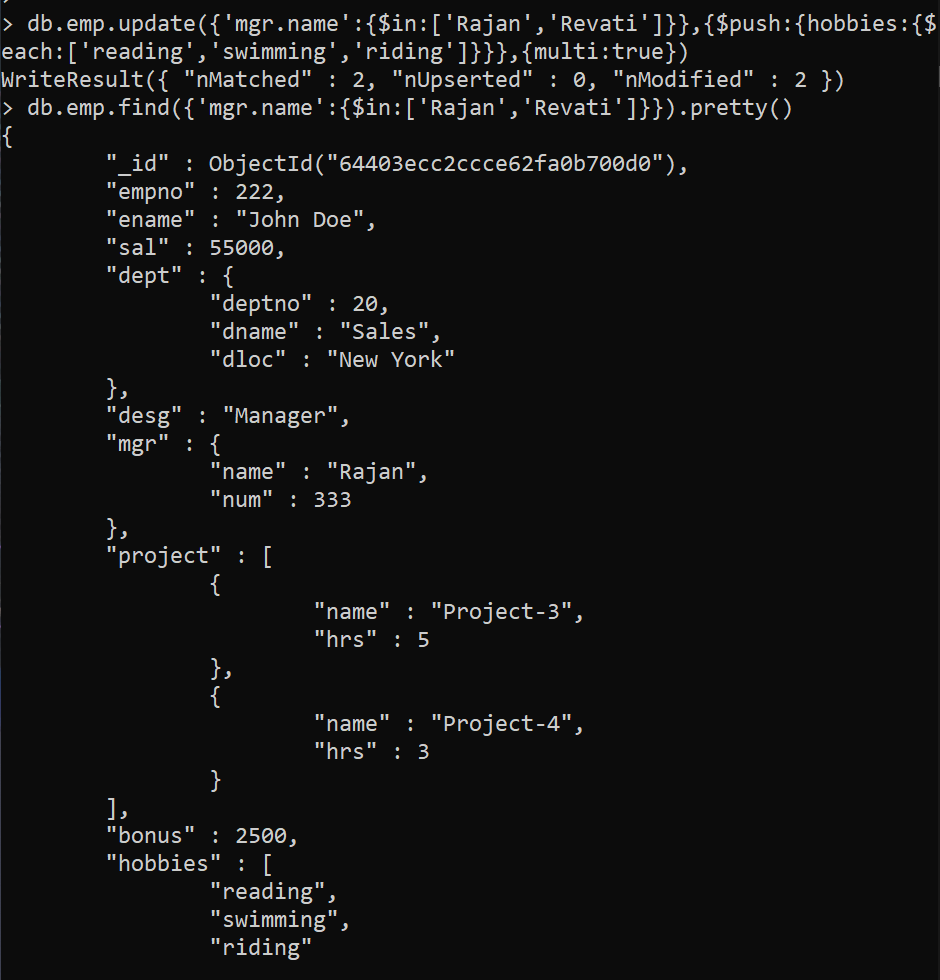 > db.emp.update({'mgr.name':{$in:['Rajan','Revati']}},{$push:{hobbies:{$
each:['reading','swimming','riding']}}},{multi:true})
WriteResult({ "nMatched" : 2, "nUpserted" : 0, "nModified" : 2 })
> db.emp.find({'mgr.name':{$in:['Rajan','Revati']}}).pretty()
{
        "_id" : ObjectId("64403ecc2ccce62fa0b700d0"),
        "empno" : 222,
        "ename" : "John Doe",
        "sal" : 55000,
        "dept" : {
                "deptno" : 20,
                "dname" : "Sales",
                "dloc" : "New York"
        },
        "desg" : "Manager",
        "mgr" : {
                "name" : "Rajan",
                "num" : 333
        },
        "project" : [
                {
                        "name" : "Project-3",
                        "hrs" : 5
                },
                {
                        "name" : "Project-4",
                        "hrs" : 3
                }
        ],
        "bonus" : 2500,
        "hobbies" : [
                "reading",
                "swimming",
                "riding"